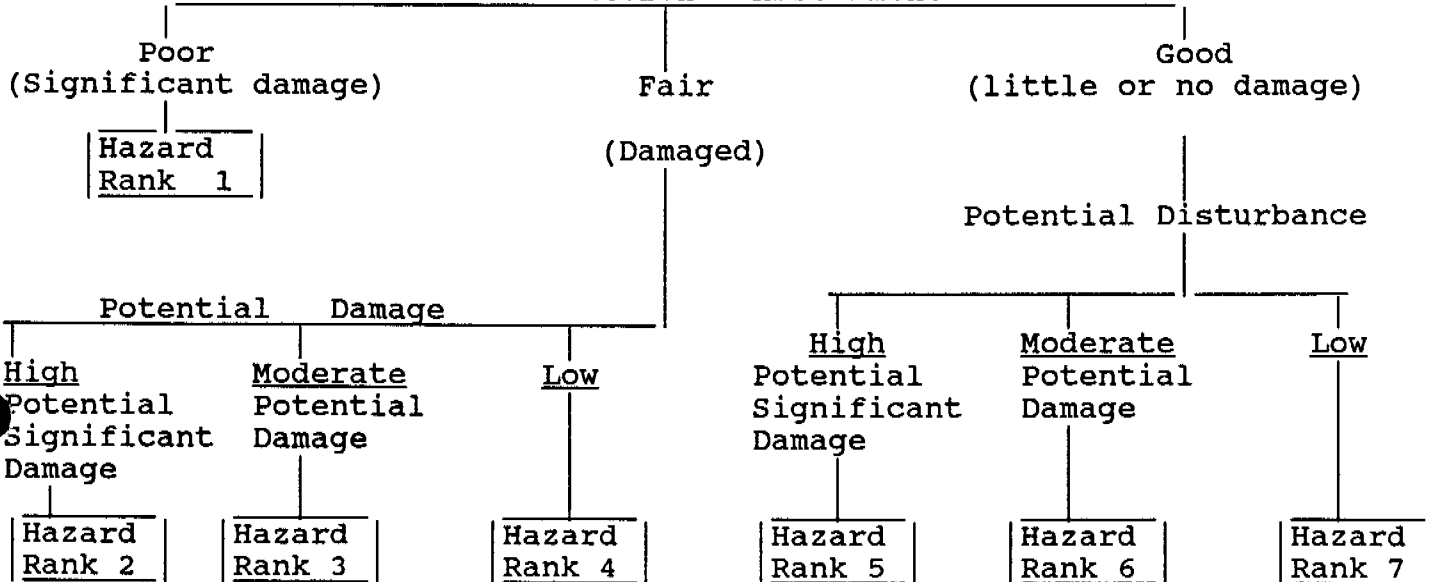 Poor
(Significant damage)
Hazard
Rank 1
Fair
(Damaged)
Good
(little or no damage)
Potential Disturbance
Potential Damage
High
Potential
Significant
Damage
Moderate
Potential
Damage
Low
High
Potential
Significant
Damage
Moderate
Potential
Damage
Low
Hazard
Rank 2
Hazard
Rank 3
Hazard
Rank 4
Hazard
Rank 5
Hazard
Rank 6
Hazard
Rank 7